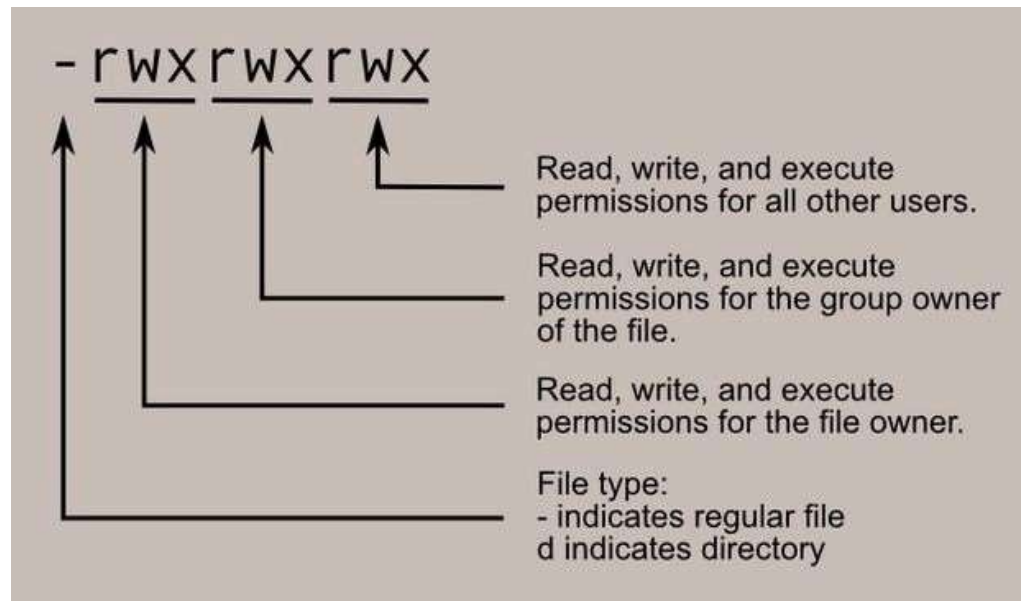 -rwxrwxrwx
Read, write, and execute
permissions for all other users.
Read, write, and execute
permissions for the group owner
of the file.
Read, write, and execute
permissions for the file owner.
File type:
- indicates regular file
d indicates directory